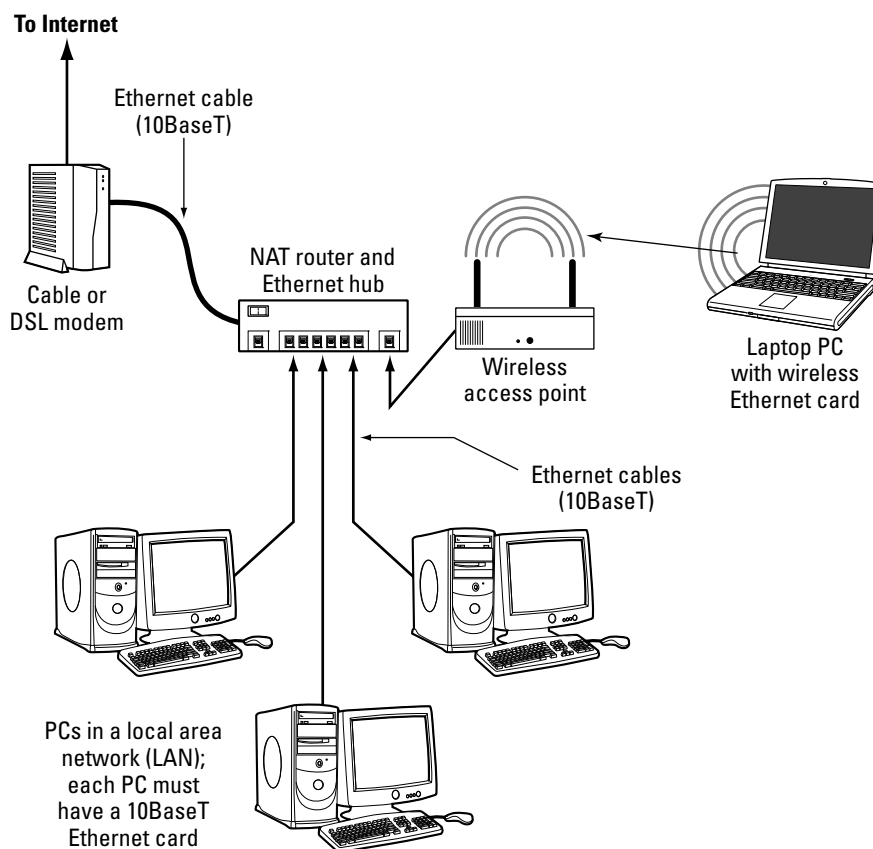 To Internet
Ethernet cable
(10BaseT)
NAT router and
Ethernet hub
Cable or
DSL modem
Wireless
access point
Laptop PC
with wireless
Ethernet card
Ethernet cables
(10BaseT)
PCs in a local area
network (LAN);
each PC must
have a 10BaseT
Ethernet card